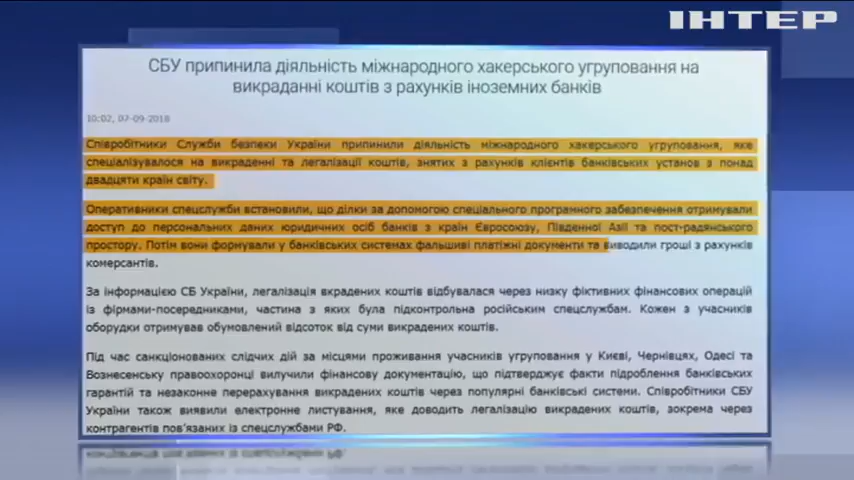 ІНТЕР
СБУ припинила діяльність міжнародного хакерського угруповання на
викраданні коштів з рахунків іноземних банків
10:02, 07-09-2018
Співробітники Служби безпеки України припинили діяльність міжнародного хакерського угруповання, яке
спеціалізувалося на викраденні та легалізації коштів, знятих з рахунків клієнтів банківських установ з понад
двадцяти країн світу.
Оперативники спецслужби встановили, що ділки за допомогою спеціального програмного забезпечення отримували
доступ до персональних даних юридичних осіб банків з країн Євросоюзу, Південної Азії та пост-радянського
простору. Потім вони формували у банківських системах фальшиві платіжні документи та виводили гроші з рахунків
комерсантів.
За інформацією СБ України, легалізація вкрадених коштів відбувалася через низку фіктивних фінансових операцій
із фірмами-посередниками, частина з яких була підконтрольна російським спецслужбам. Кожен з учасників
оборудки отримував обумовлений відсоток від суми викрадених коштів.
Під час санкціонованих слідчих дій за місцями проживання учасників угруповання у Києві, Чернівцях, Одесі та
Вознесенську правоохоронці вилучили фінансову документацію, що підтверджує факти підроблення банківських
гарантій та незаконне перерахування викрадених коштів через популярні банківські системи. Співробітники СБУ
України також виявили електронне листування, яке доводить легалізацію викрадених коштів, зокрема через
контрагентів пов'язаних із спецслужбами РФ.